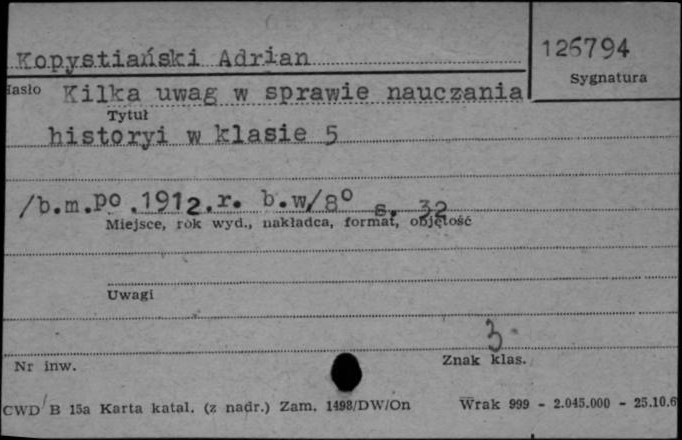 Kopystiański Adrian
126794
Sygnatura
Hasło Kilka uwag w sprawie nauczania
Tytuł
historyi w klasie 5
/b.m.po .1912.r. b.w/8° s. 32
Miejsce, rok wyd., nakładca, format, objętość
Uwagi
3
Nr inw.
Znak klas.
CWD B 15a Karta katal. (z nadr.) Zam. 1498/DW/On Wrak 999 - 2.045.000 - 25.10.6